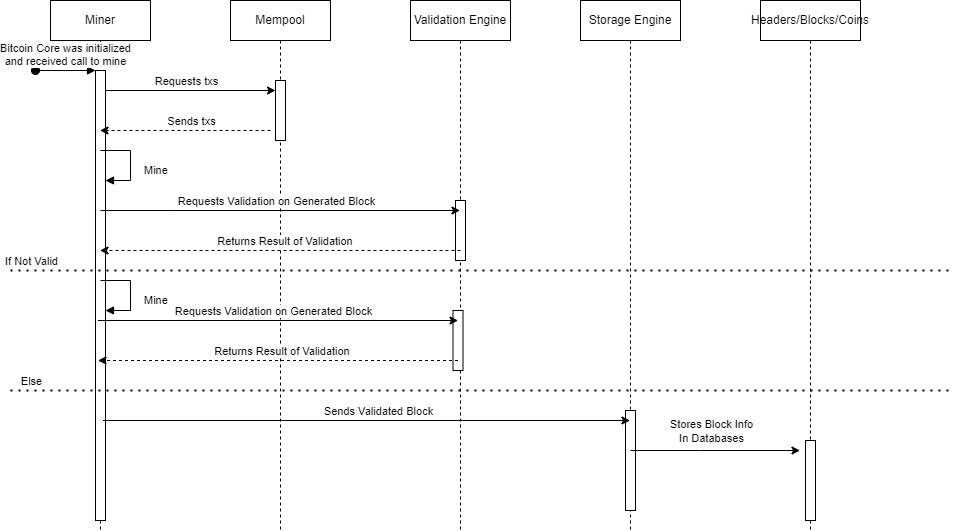 Miner
Mempool
Validation Engine
Storage Engine
Headers/Blocks/Coins
Bitcoin Core was initialized
and received call to mine
Requests txs
Sends txs
Mine
Requests Validation on Generated Block
Returns Result of Validation
If Not Valid
Mine
Requests Validation on Generated Block
Returns Result of Validation
Else
Sends Validated Block
Stores Block Info
In Databases